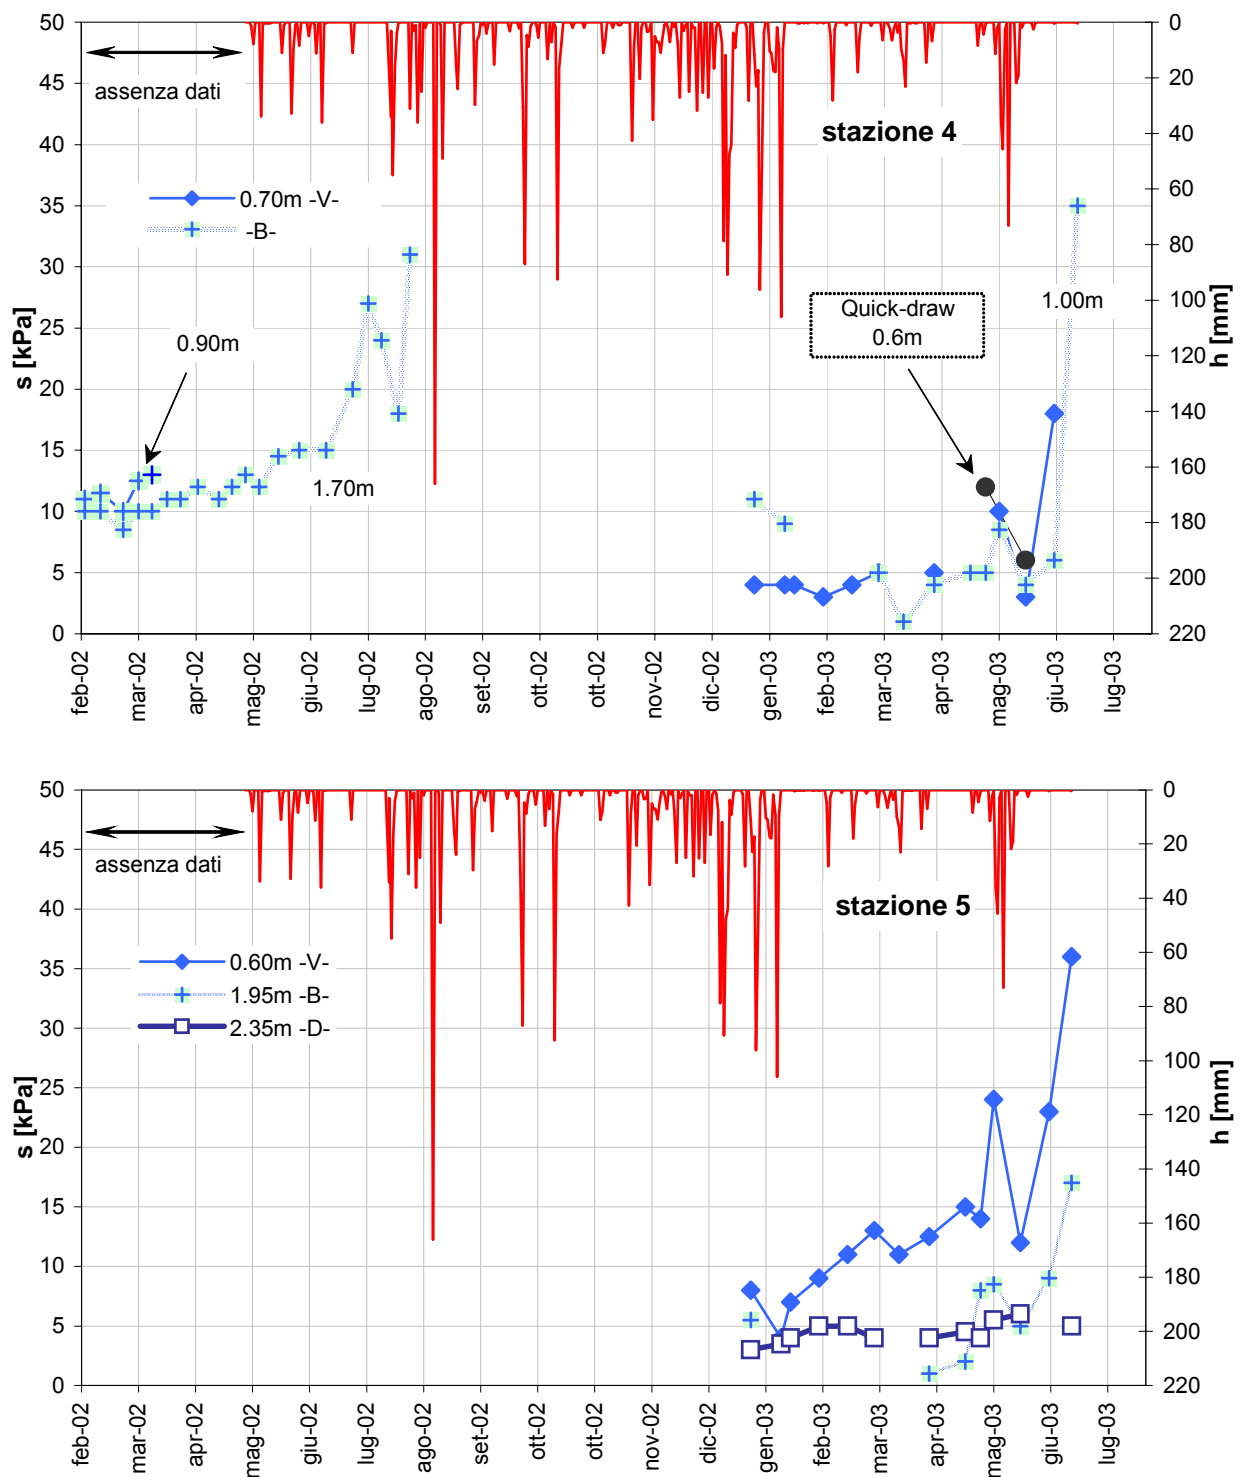 50
45
40
35
30
25
20
15
10
5
0
s [kPa]
0
20
40
60
80
100
120
140
160
180
200
220
h [mm]
assenza dati
stazione 4
0.70m -V-
-B-
0.90m
1.70m
Quick-draw
0.6m
1.00m
feb-02
mar-02
apr-02
mag-02
giu-02
lug-02
ago-02
set-02
ott-02
ott-02
nov-02
dic-02
gen-03
feb-03
mar-03
apr-03
mag-03
giu-03
lug-03
50
45
40
35
30
25
20
15
10
5
0
s [kPa]
0
20
40
60
80
100
120
140
160
180
200
220
h [mm]
assenza dati
stazione 5
0.60m -V-
1.95m -B-
2.35m -D-
feb-02
mar-02
apr-02
mag-02
giu-02
lug-02
ago-02
set-02
ott-02
ott-02
nov-02
dic-02
gen-03
feb-03
mar-03
apr-03
mag-03
giu-03
lug-03